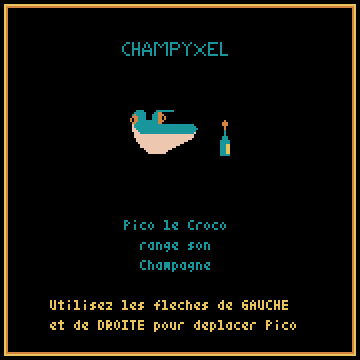 CHAMPYXEL
Pico le Croco
range son
Champagne
Utilisez les fleches de GAUCHE
et de DROITE pour deplacer Pico